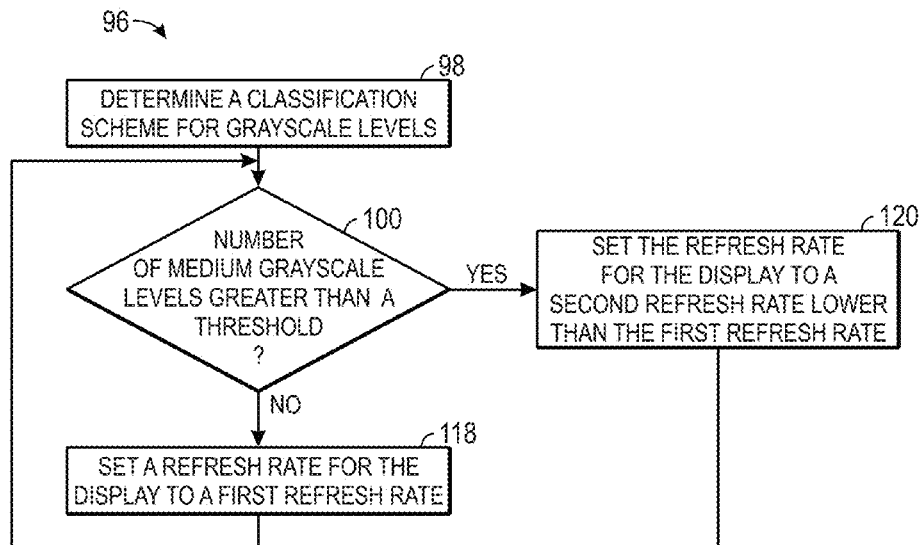 96
98
DETERMINE A CLASSIFICATION
SCHEME FOR GRAYSCALE LEVELS
100
NUMBER
OF MEDIUM GRAYSCALE
LEVELS GREATER THAN A
THRESHOLD
?
YES
120
SET THE REFRESH RATE
FOR THE DISPLAY TO A
SECOND REFRESH RATE LOWER
THAN THE FIRST REFRESH RATE
NO
118
SET A REFRESH RATE FOR THE
DISPLAY TO A FIRST REFRESH RATE